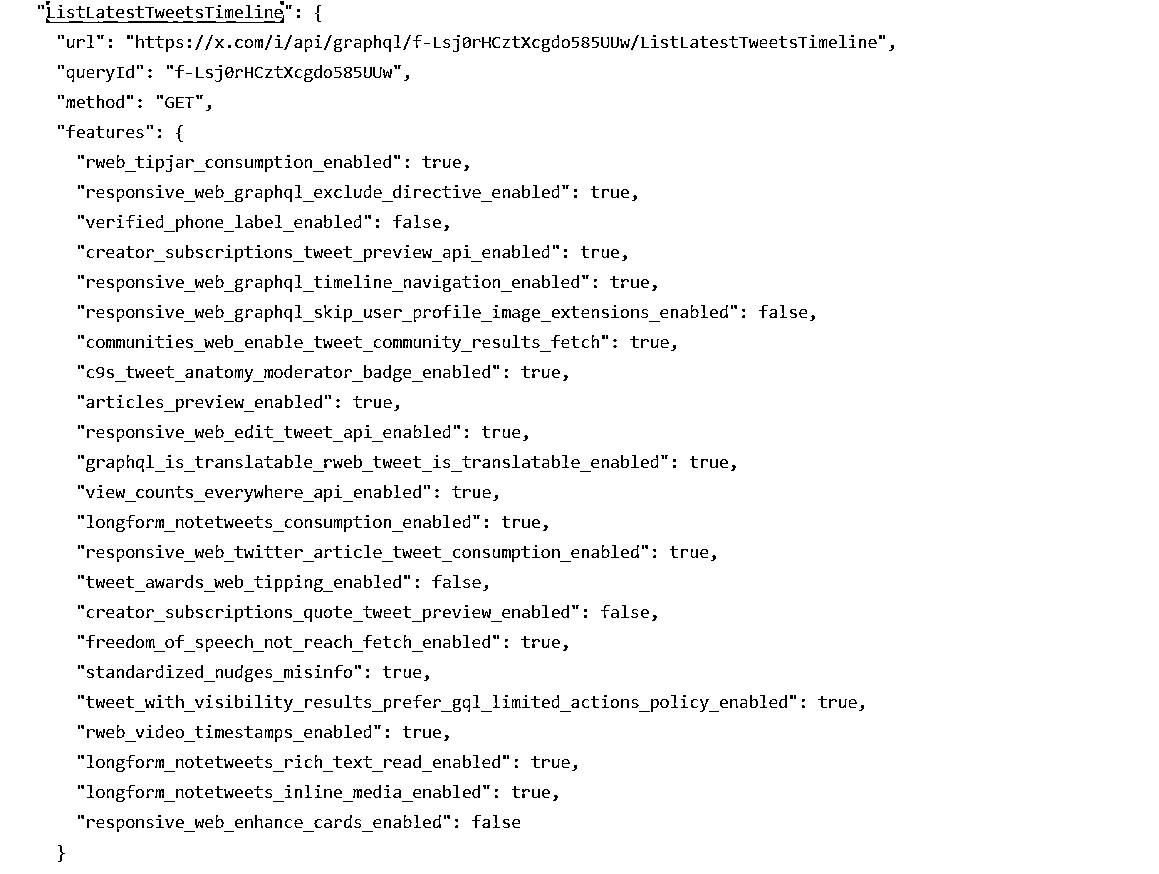 "ListLatestTweetsTimeline": {
"url": "https://x.com/i/api/graphql/f-Lsj0rHCztXcgdo585UUw/ListLatestTweetsTimeline",
"queryId": "f-Lsj0rHCztXcgdo585UUw",
"method": "GET",
"features": {
"rweb_tipjar_consumption_enabled": true,
"responsive_web_graphql_exclude_directive_enabled": true,
"verified_phone_label_enabled": false,
"creator_subscriptions_tweet_preview_api_enabled": true,
"responsive_web_graphql_timeline_navigation_enabled": true,
"responsive_web_graphql_skip_user_profile_image_extensions_enabled": false,
"communities_web_enable_tweet_community_results_fetch": true,
"c9s_tweet_anatomy_moderator_badge_enabled": true,
"articles_preview_enabled": true,
"responsive_web_edit_tweet_api_enabled": true,
"graphql_is_translatable_rweb_tweet_is_translatable_enabled": true,
"view_counts_everywhere_api_enabled": true,
"longform_notetweets_consumption_enabled": true,
"responsive_web_twitter_article_tweet_consumption_enabled": true,
"tweet_awards_web_tipping_enabled": false,
"creator_subscriptions_quote_tweet_preview_enabled": false,
"freedom_of_speech_not_reach_fetch_enabled": true,
"standardized_nudges_misinfo": true,
"tweet_with_visibility_results_prefer_gql_limited_actions_policy_enabled": true,
"rweb_video_timestamps_enabled": true,
"longform_notetweets_rich_text_read_enabled": true,
"longform_notetweets_inline_media_enabled": true,
"responsive_web_enhance_cards_enabled": false
}